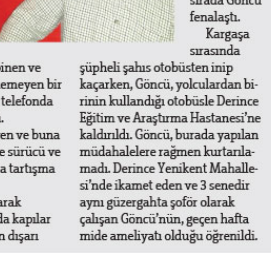 sırada Göncü
fenalaştı.
Kargaşa
sırasında
şüpheli şahıs otobüsten inip
kaçarken, Göncü, yolculardan bi-
rinin kullandığı otobüsle Derince
Eğitim ve Araştırma Hastanesi’ne
kaldırıldı. Göncü, burada yapılan
müdahalelere rağmen kurtarıla-
madı. Derince Yenikent Mahalle-
si’nde ikamet eden ve 3 senedir
aynı güzergahta şoför olarak
çalışan Göncü’nün, geçen hafta
mide ameliyatı olduğu öğrenildi.
inen ve
emeyen bir
telefonda
en ve buna
e sürücü ve
a tartışma
arak
da kapılar
n dışarı